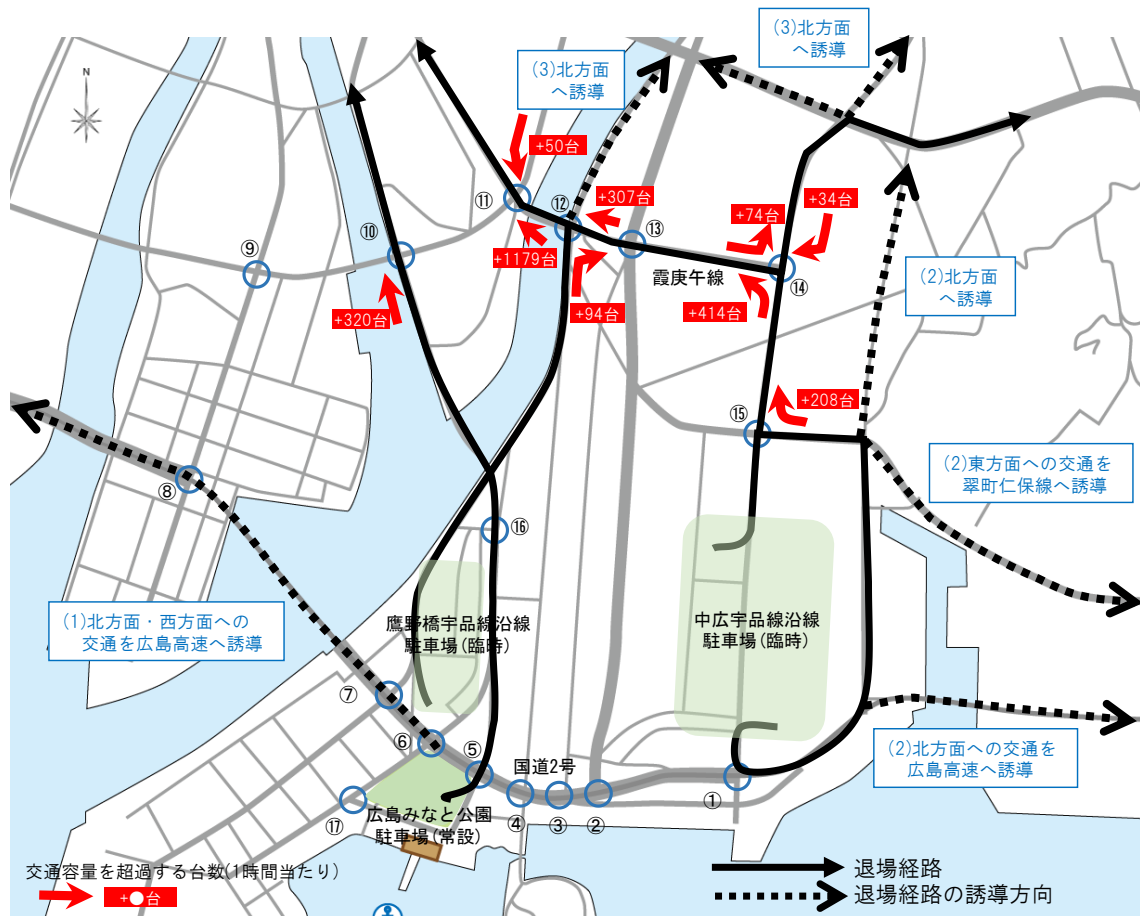 (3)北方面
へ誘導
(3)北方面
へ誘導
N
+50台
⑪
⑫
+307台
⑬
+74台
+34台
⑩
⑨
+1179台
霞庚午線
⑭
(2)北方面
へ誘導
+320台
+94台
+414台
⑮
+208台
⑧
(2)東方面への交通を
翠町仁保線へ誘導
⑯
(1)北方面・西方面への
交通を広島高速へ誘導
鷹野橋宇品線沿線
駐車場(臨時)
中広宇品線沿線
駐車場(臨時)
⑦
⑥
⑤
国道2号
(2)北方面への交通を
広島高速へ誘導
④
③
②
①
⑰
広島みなと公園
駐車場(常設)
交通容量を超過する台数(1時間当たり)
+●台
退場経路
退場経路の誘導方向